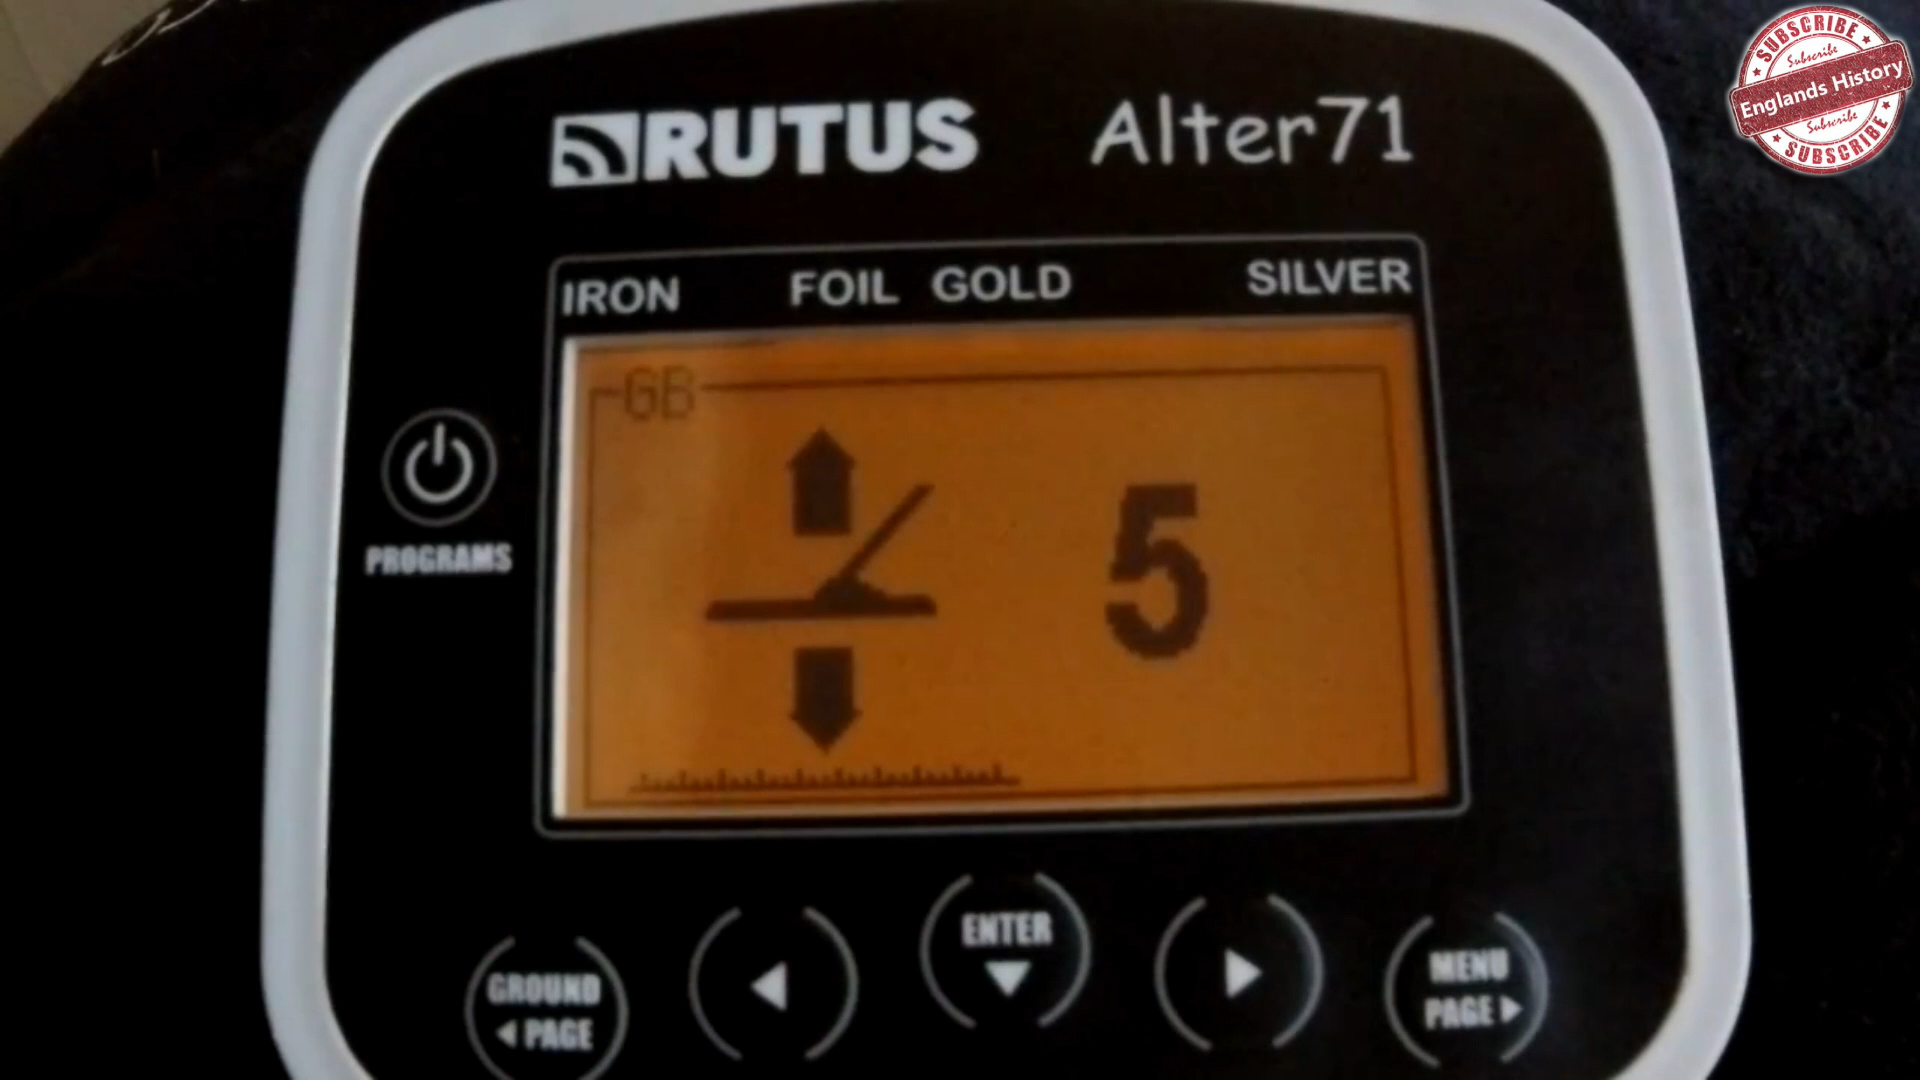 RUTUS Alter71
IRON FOIL GOLD SILVER
GB
5
PROGRAMS
ENTER
GROUND
PAGE
MENU
PAGE
SUBSCRIBE
Subscribe
Englands History
Subscribe
SUBSCRIBE